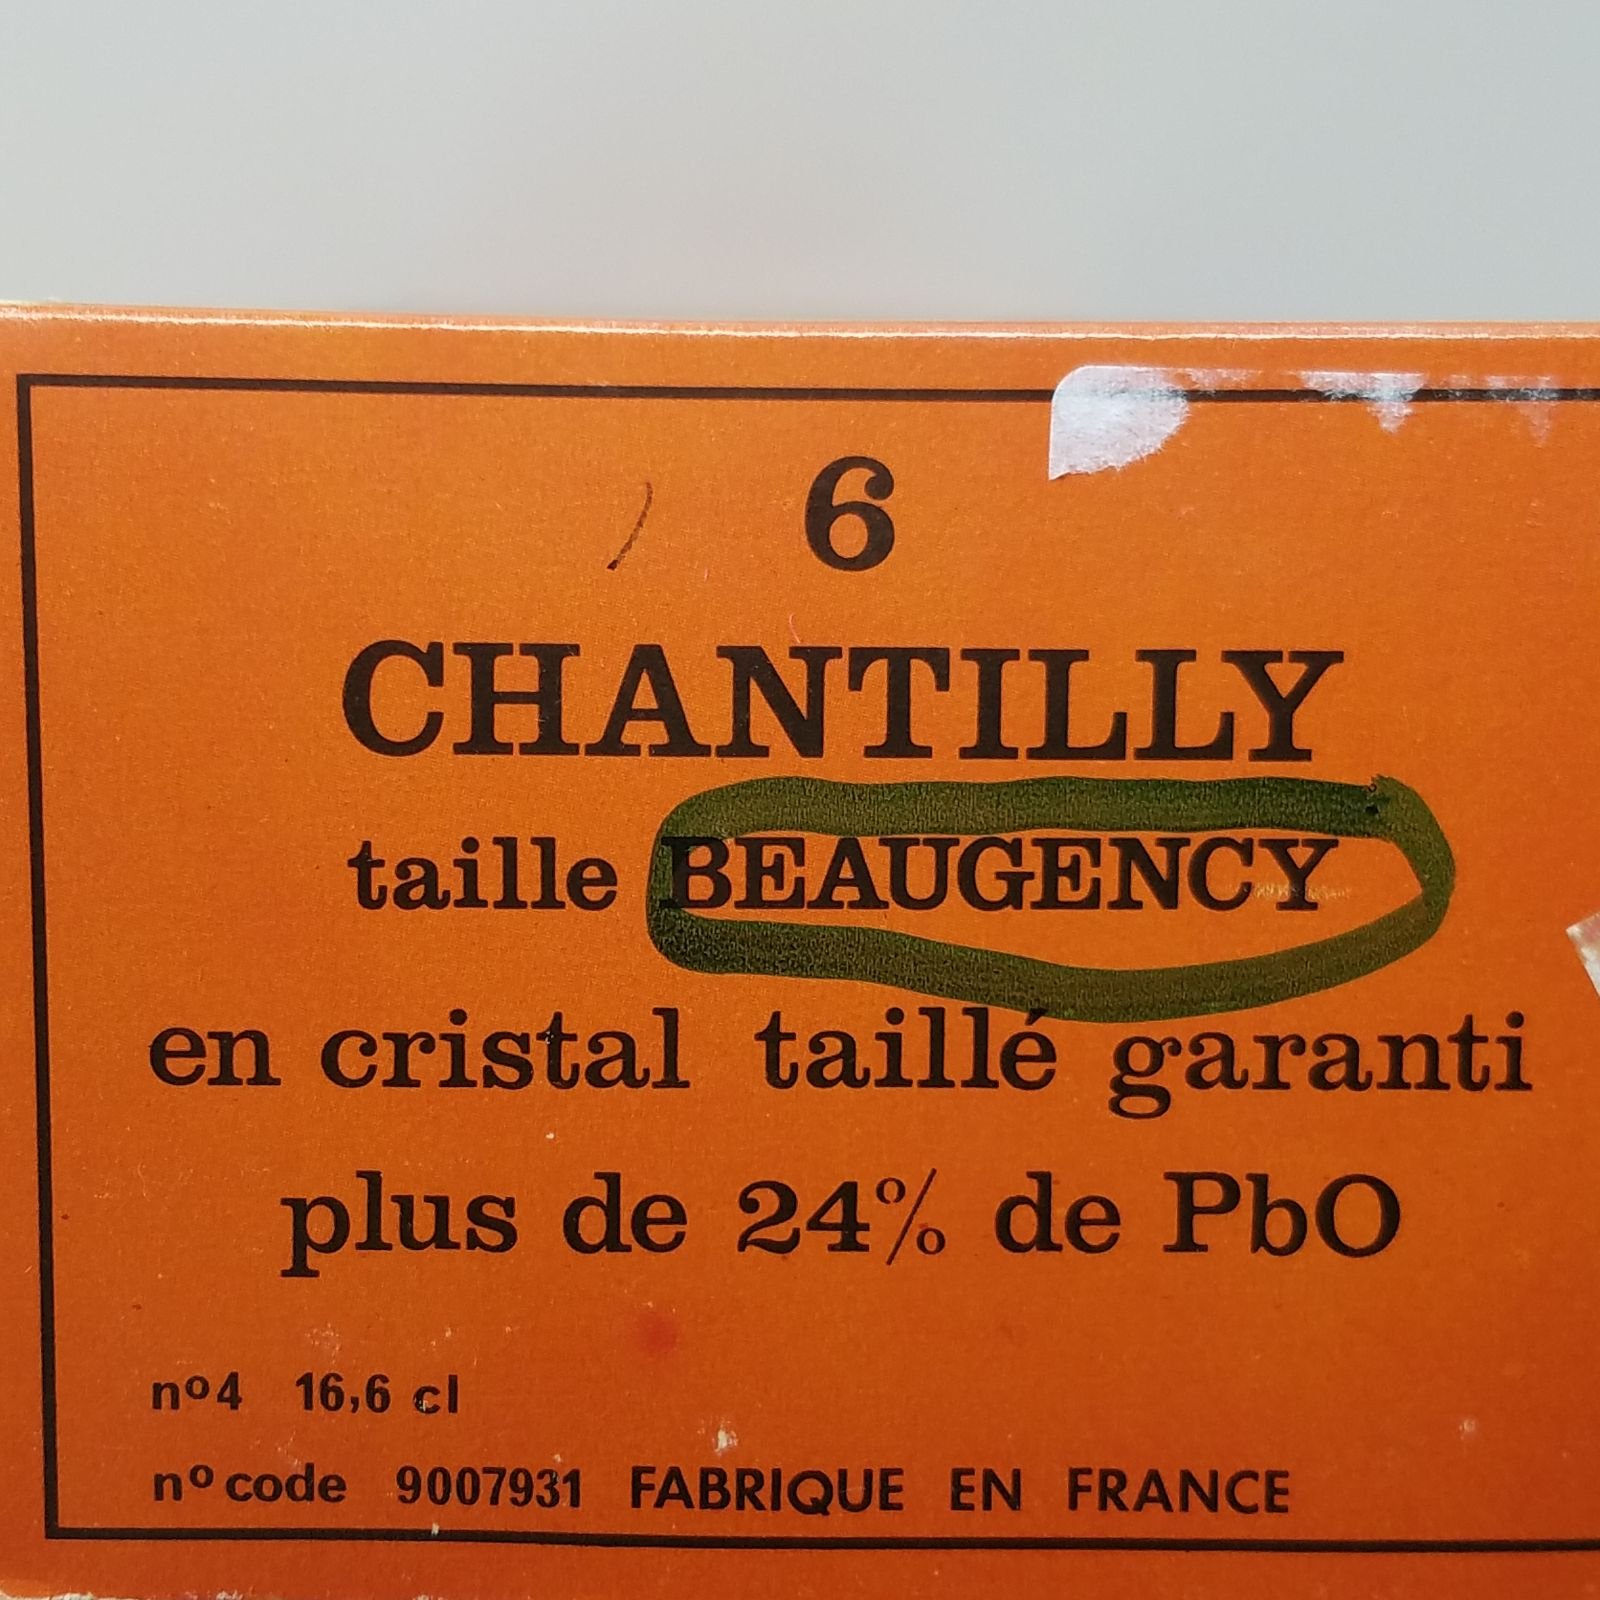 6
CHANTILLY
taille BEAUGENCY
en cristal taillé garanti
plus de 24% de PbO
nº4 16,6 cl
nº code 9007931 FABRIQUE EN FRANCE